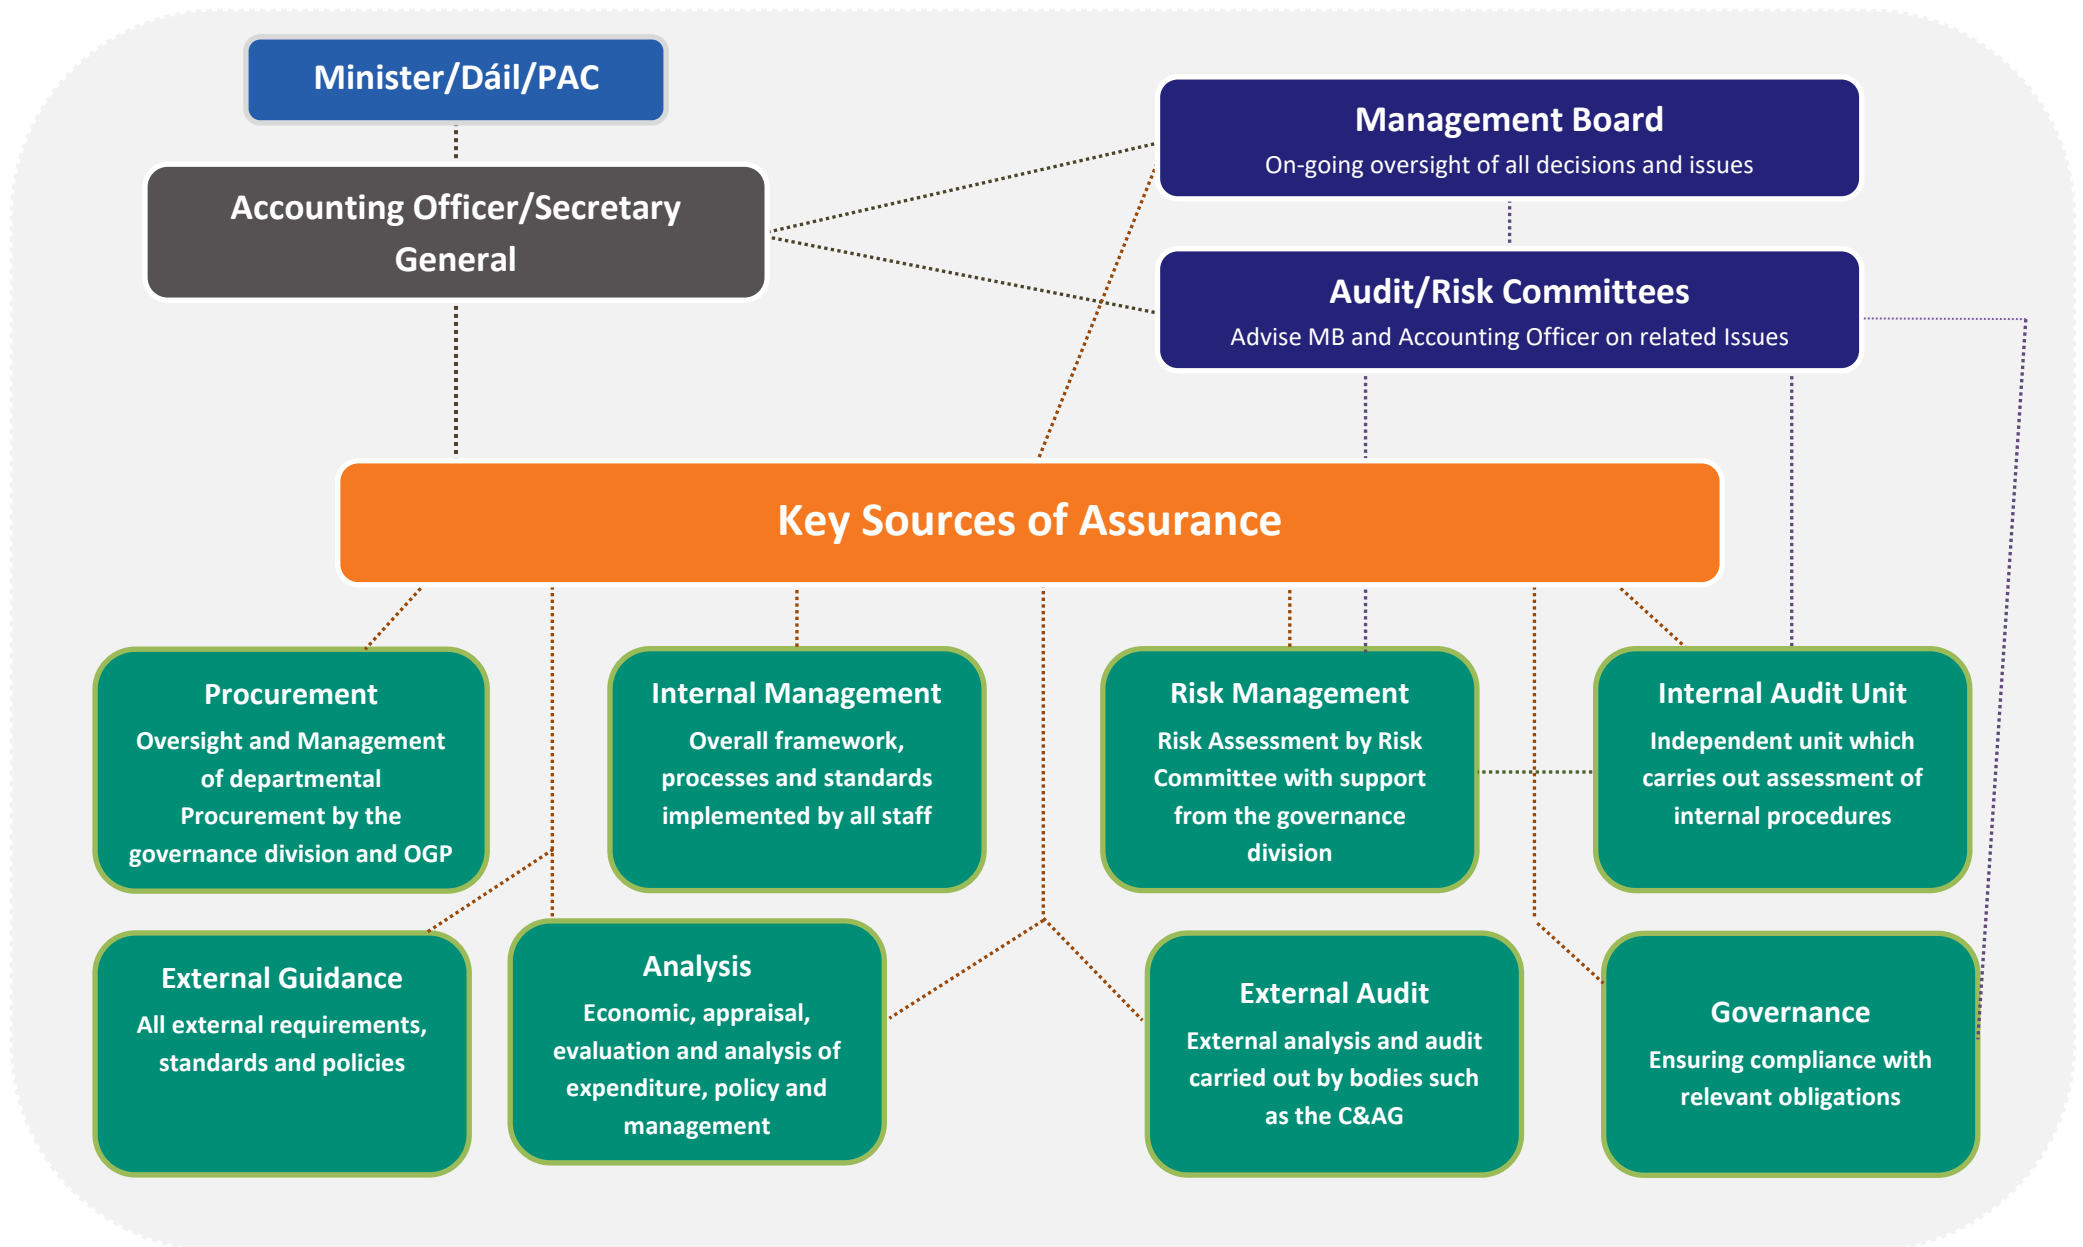 Minister/Dáil/PAC
Management Board
On-going oversight of all decisions and issues
Accounting Officer/Secretary
General
Audit/Risk Committees
Advise MB and Accounting Officer on related Issues
Key Sources of Assurance
Procurement
Oversight and Management
of departmental
Procurement by the
governance division and OGP
Internal Management
Overall framework,
processes and standards
implemented by all staff
Risk Management
Risk Assessment by Risk
Committee with support
from the governance
division
Internal Audit Unit
Independent unit which
carries out assessment of
internal procedures
External Guidance
All external requirements,
standards and policies
Analysis
Economic, appraisal,
evaluation and analysis of
expenditure, policy and
management
External Audit
External analysis and audit
carried out by bodies such
as the C&AG
Governance
Ensuring compliance with
relevant obligations